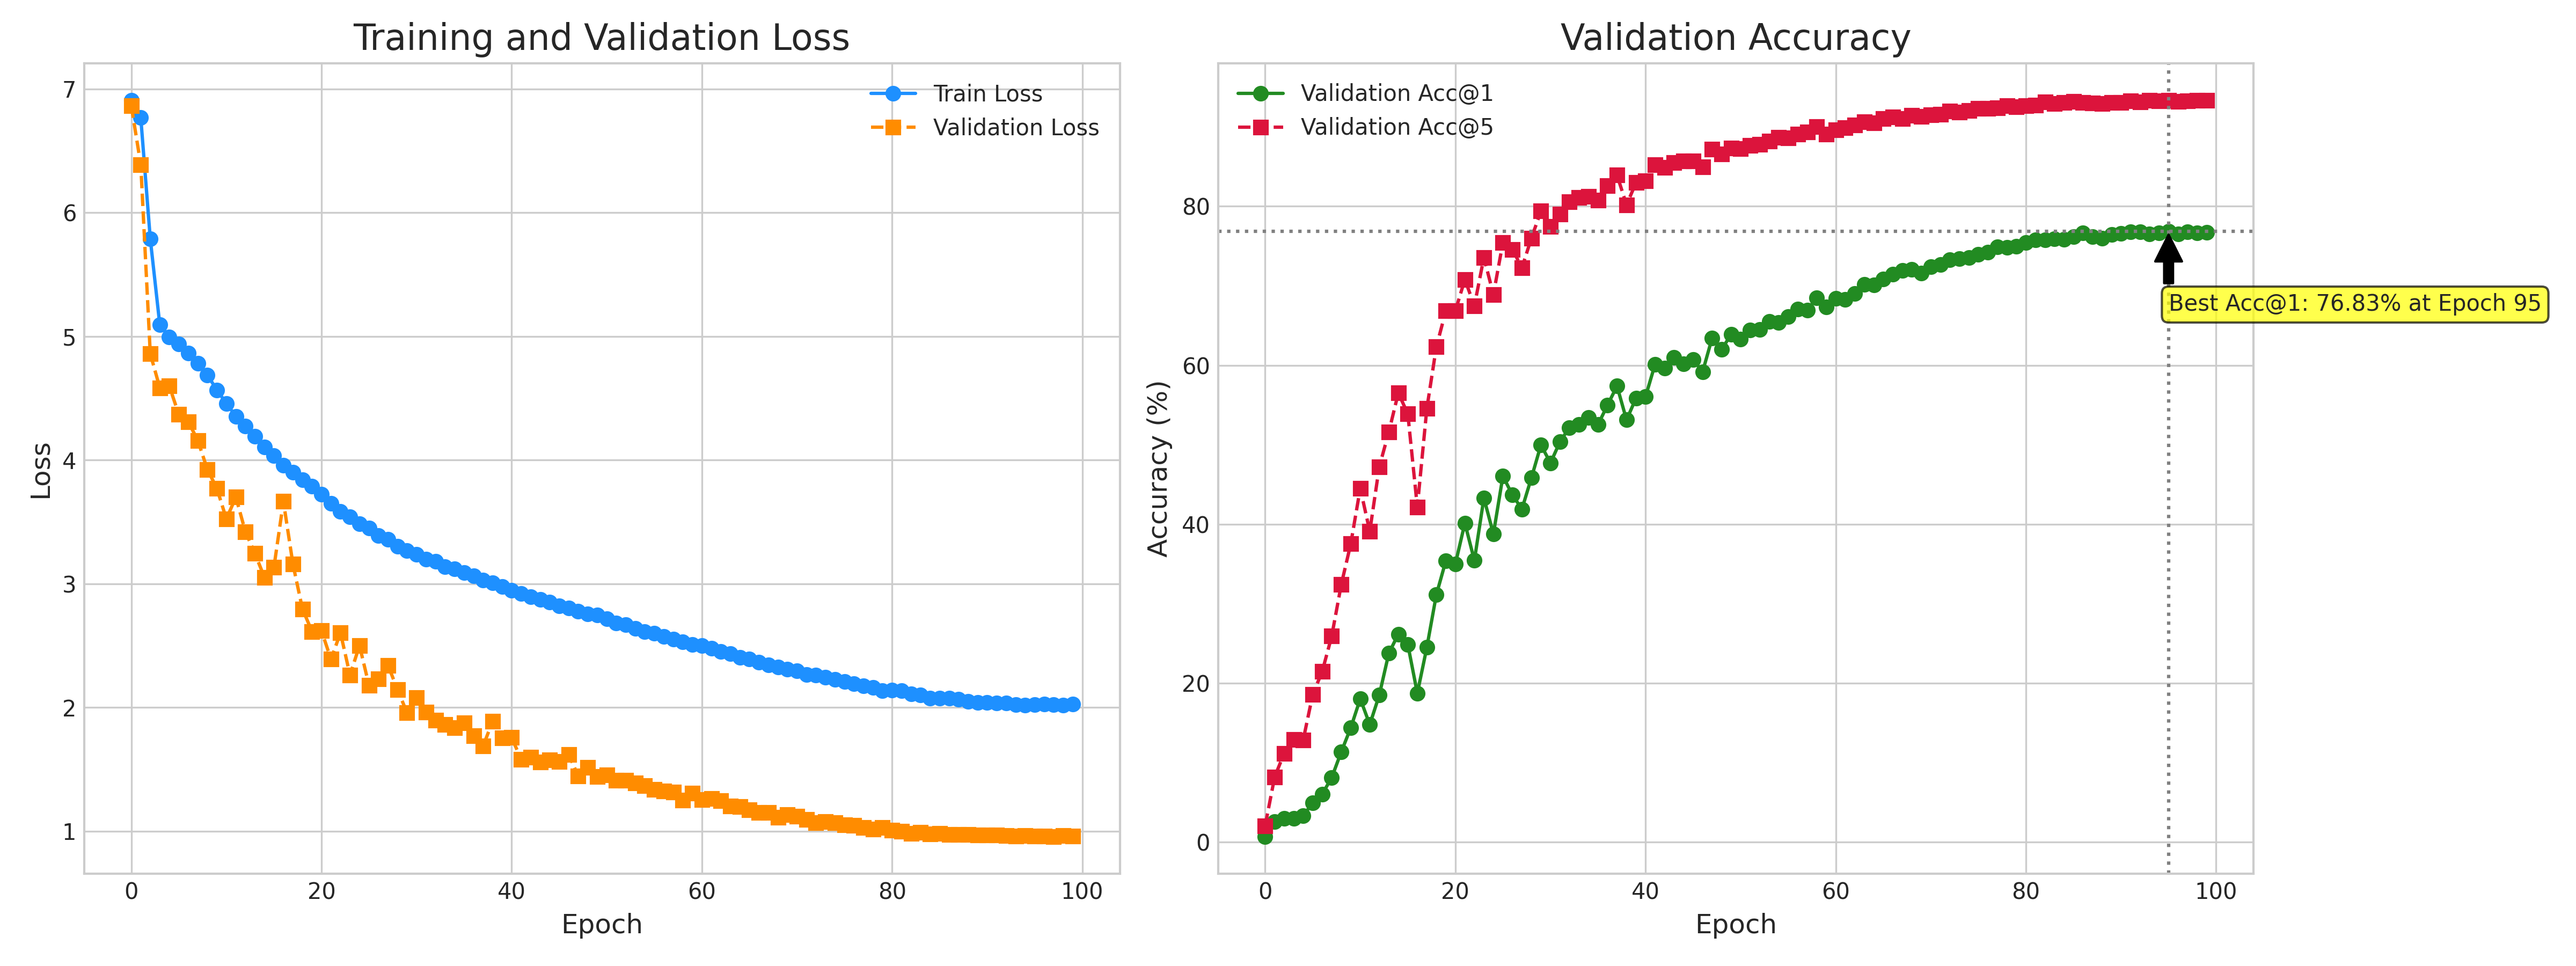 Training and Validation Loss
Train Loss
Validation Loss
7
6
5
4
3
2
1
Loss
0 20 40 60 80 100
Epoch
Validation Accuracy
Validation Acc@1
Validation Acc@5
80
60
40
20
0
Accuracy (%)
Best Acc@1: 76.83% at Epoch 95
0 20 40 60 80 100
Epoch